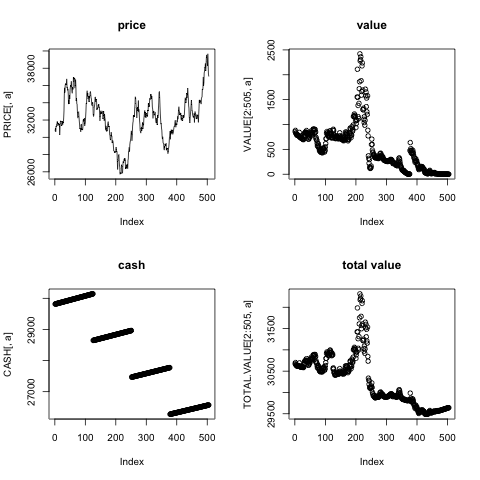 price
PRICE[, a]
26000 32000 38000
0 100 200 300 400 500
Index
value
VALUE[2:505, a]
0 500 1500 2500
0 100 200 300 400 500
Index
cash
CASH[, a]
27000 29000
0 100 200 300 400 500
Index
total value
TOTAL.VALUE[2:505, a]
29500 30500 31500
0 100 200 300 400 500
Index